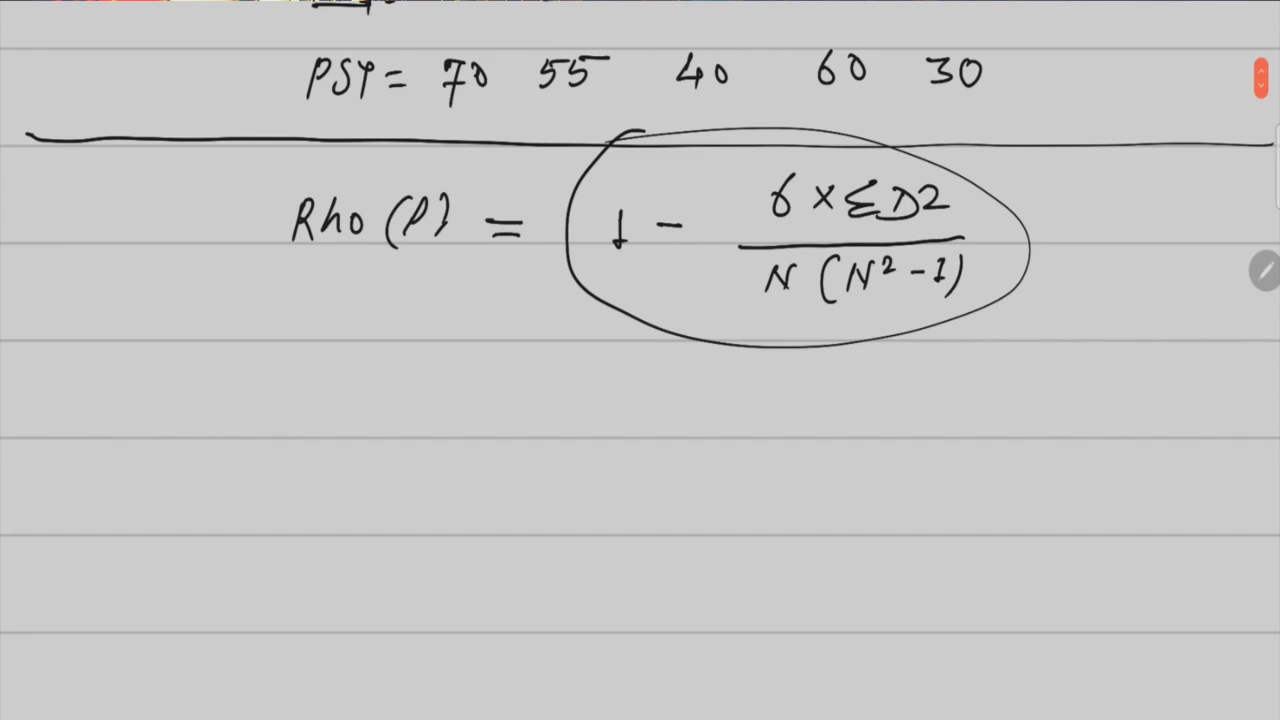 PSY = 70 55 40 60 30
Rho (P) = 1 - 6 × ΣD2
N (N² - 1)